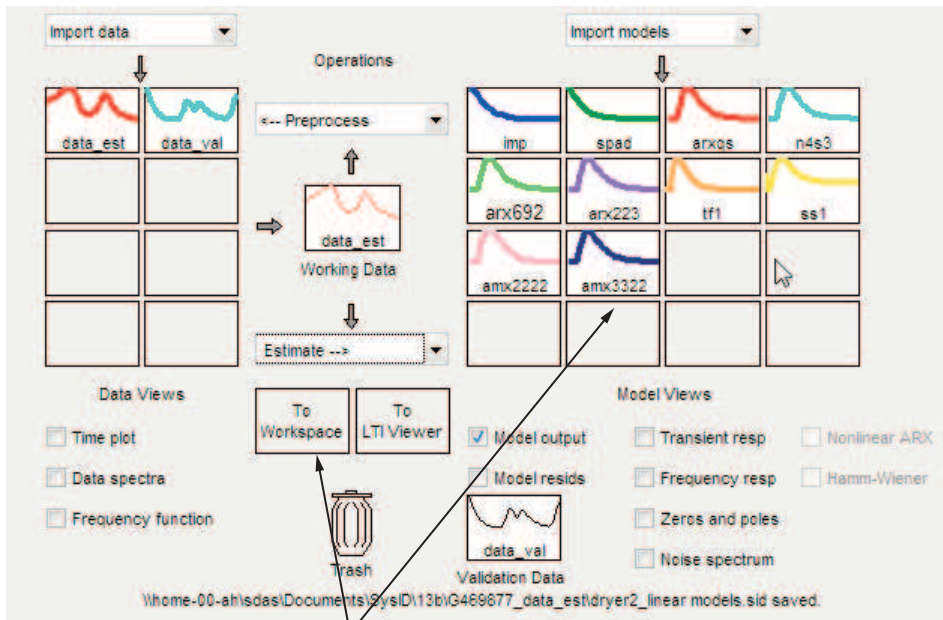 Import data
Import models
Operations
data_est
data_val
<-- Preprocess
imp
spad
arxqs
n4s3
data_est
Working Data
arx692
arx223
tf1
ss1
amx2222
amx3322
Estimate -->
Data Views
To Workspace
To LTI Viewer
Model Views
Time plot
Data spectra
Frequency function
Model output
Model resids
Transient resp
Frequency resp
Zeros and poles
Noise spectrum
Nonlinear ARX
Hamm-Wiener
Trash
data_val
Validation Data
\\home-00-ah\sdas\Documents\SysID\13b\G469877_data_est\dryer2_linear models.sid saved.